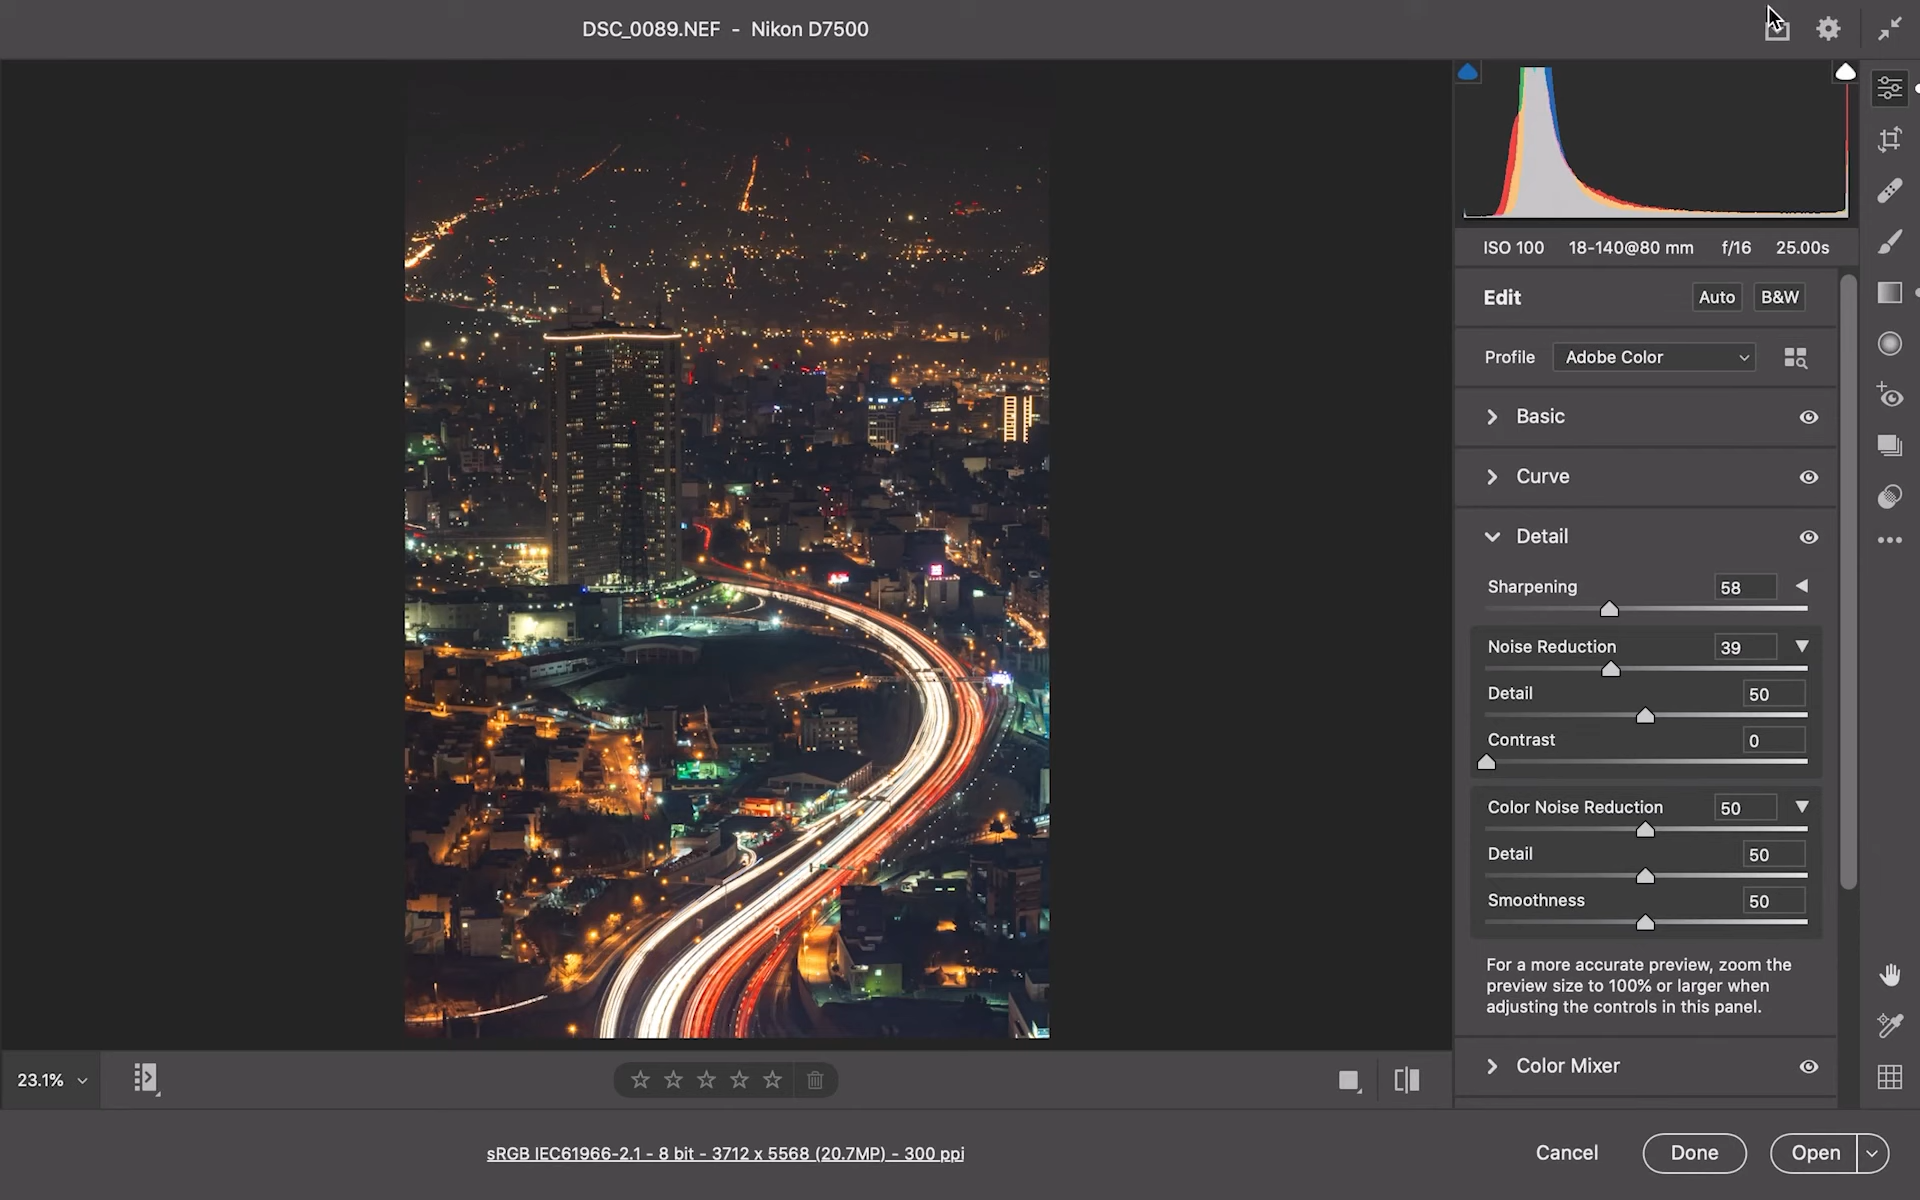 DSC_0089.NEF - Nikon D7500
ISO 100 18-140@80 mm f/16 25.00s
Edit Auto B&W
Profile Adobe Color
Basic
Curve
Detail
Sharpening 58
Noise Reduction 39
Detail 50
Contrast 0
Color Noise Reduction 50
Detail 50
Smoothness 50
For a more accurate preview, zoom the
preview size to 100% or larger when
adjusting the controls in this panel.
Color Mixer
23.1%
sRGB IEC61966-2.1 - 8 bit - 3712 x 5568 (20.7MP) - 300 ppi
Cancel Done Open